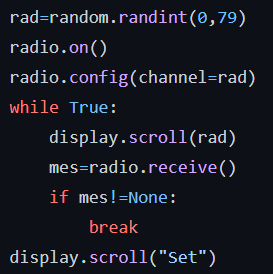 rad=random.randint(0,79)
radio.on()
radio.config(channel=rad)
while True:
    display.scroll(rad)
    mes=radio.receive()
    if mes!=None:
        break
display.scroll("Set")